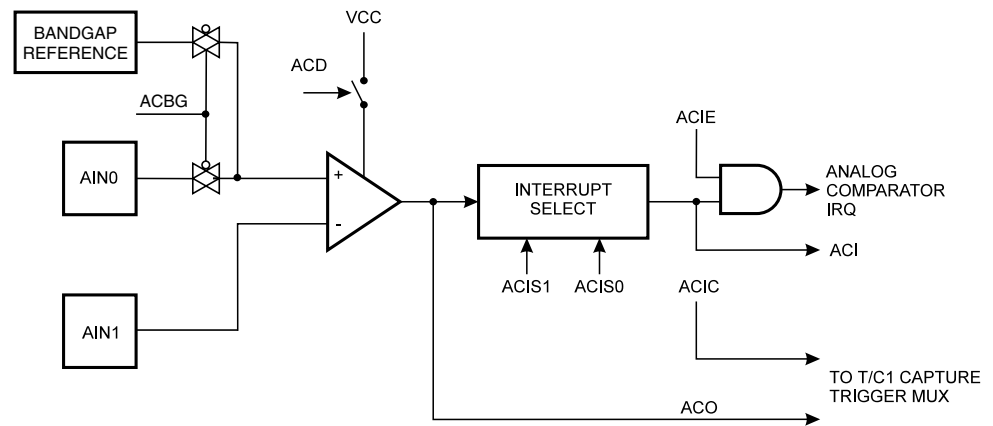 BANDGAP
REFERENCE
VCC
ACD
ACBG
ACIE
AIN0
+
-
INTERRUPT
SELECT
ANALOG
COMPARATOR
IRQ
ACI
ACIS1
ACIS0
ACIC
AIN1
TO T/C1 CAPTURE
TRIGGER MUX
ACO